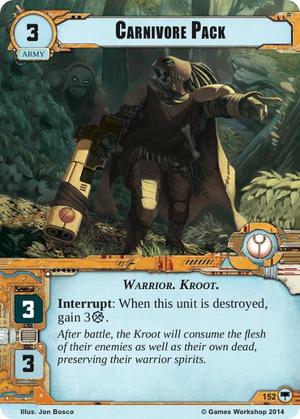 3
ARMY
CARNIVORE PACK
WARRIOR. KROOT.
3
3
Interrupt: When this unit is destroyed,
gain 3.
After battle, the Kroot will consume the flesh
of their enemies as well as their own dead,
preserving their warrior spirits.
152
Illus. Jon Bosco
© Games Workshop 2014